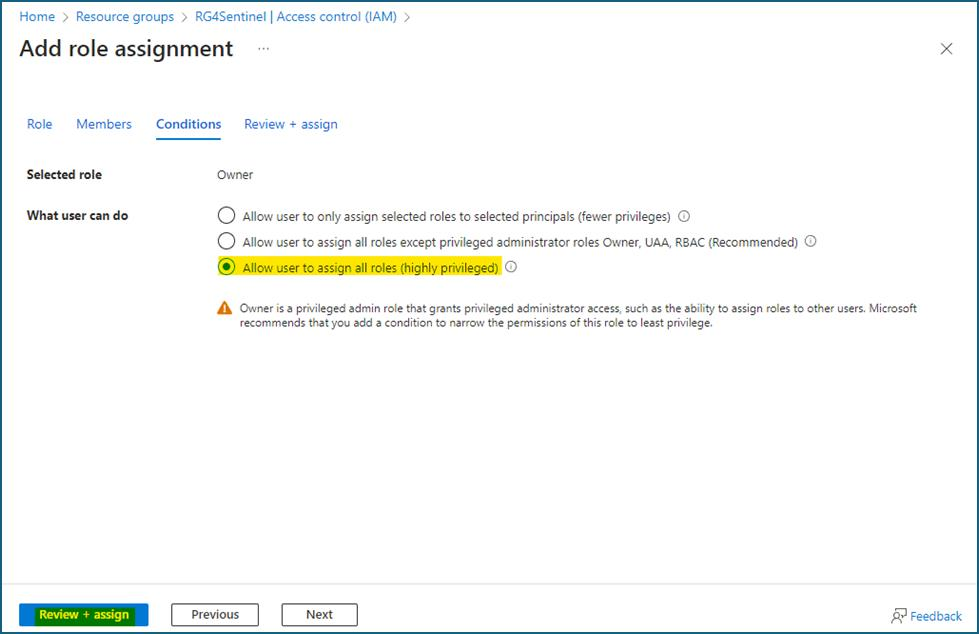 Home > Resource groups > RG4Sentinel | Access control (IAM) >
Add role assignment ...
Role Members Conditions Review + assign
Selected role Owner
What user can do
Allow user to only assign selected roles to selected principals (fewer privileges)
Allow user to assign all roles except privileged administrator roles Owner, UAA, RBAC (Recommended)
Allow user to assign all roles (highly privileged)
Owner is a privileged admin role that grants privileged administrator access, such as the ability to assign roles to other users. Microsoft
recommends that you add a condition to narrow the permissions of this role to least privilege.
Review + assign Previous Next Feedback